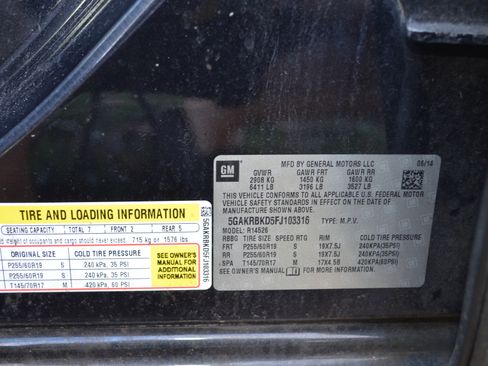 GM
MFD BY GENERAL MOTORS LLC 08/14
GVWR GAWR FRT GAWR RR
2908 KG 1450 KG 1600 KG
6411 LB 3196 LB 3527 LB
THIS VEHICLE CONFORMS TO ALL APPLICABLE U.S. FEDERAL MOTOR
VEHICLE SAFETY, BUMPER, AND THEFT PREVENTION STANDARDS
IN EFFECT ON THE DATE OF
MANUFACTURE SHOWN ABOVE.
5GAKRBKD5FJ103316 TYPE: M.P.V.
MODEL: R14526
RBBG TIRE SIZE SPEED RTG RIM COLD TIRE PRESSURE
FRT P255/60R19 S 19X7.5J 240KPA(35PSI)
RR P255/60R19 S 19X7.5J 240KPA(35PSI)
SPA T145/70R17 M 17X4.5B 420KPA(60PSI)
SEE OWNER'S MANUAL FOR MORE INFORMATION.
TIRE AND LOADING INFORMATION
SEATING CAPACITY TOTAL 7 FRONT 2 REAR 5
weight of occupants and cargo should never exceed. 715 kg or 1576 lbs
ORIGINAL SIZE COLD TIRE PRESSURE
P255/60R19 S 240 kPa, 35 PSI
P255/60R19 S 240 kPa, 35 PSI
T145/70R17 M 420 kPa, 60 PSI
SEE OWNER'S
MANUAL FOR
ADDITIONAL
INFORMATION
5GAKRBKD5FJ103316